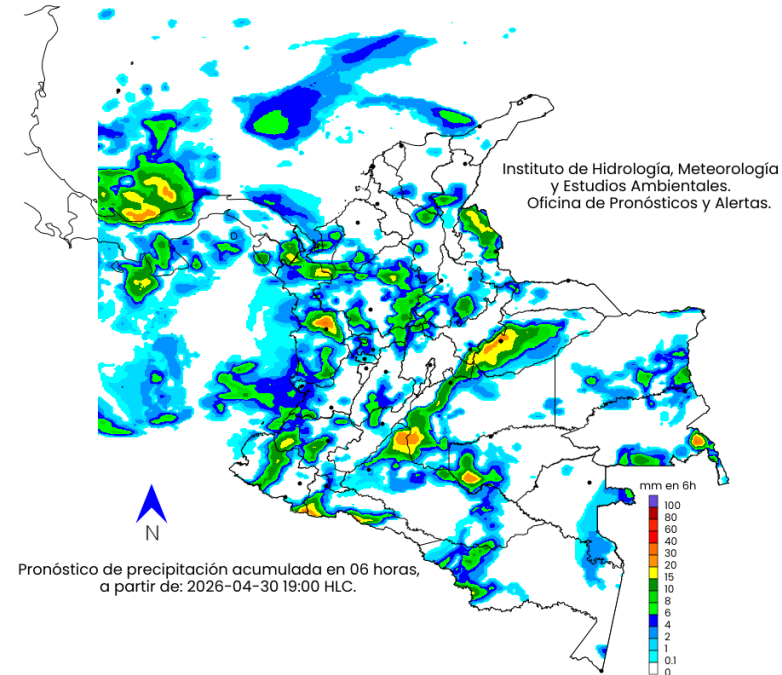 Instituto de Hidrología, Meteorología
y Estudios Ambientales.
Oficina de Pronósticos y Alertas.
mm en 6h
100
80
60
40
30
20
15
10
8
6
4
2
1
0.1
0
N
Pronóstico de precipitación acumulada en 06 horas,
a partir de: 2026-04-30 19:00 HLC.